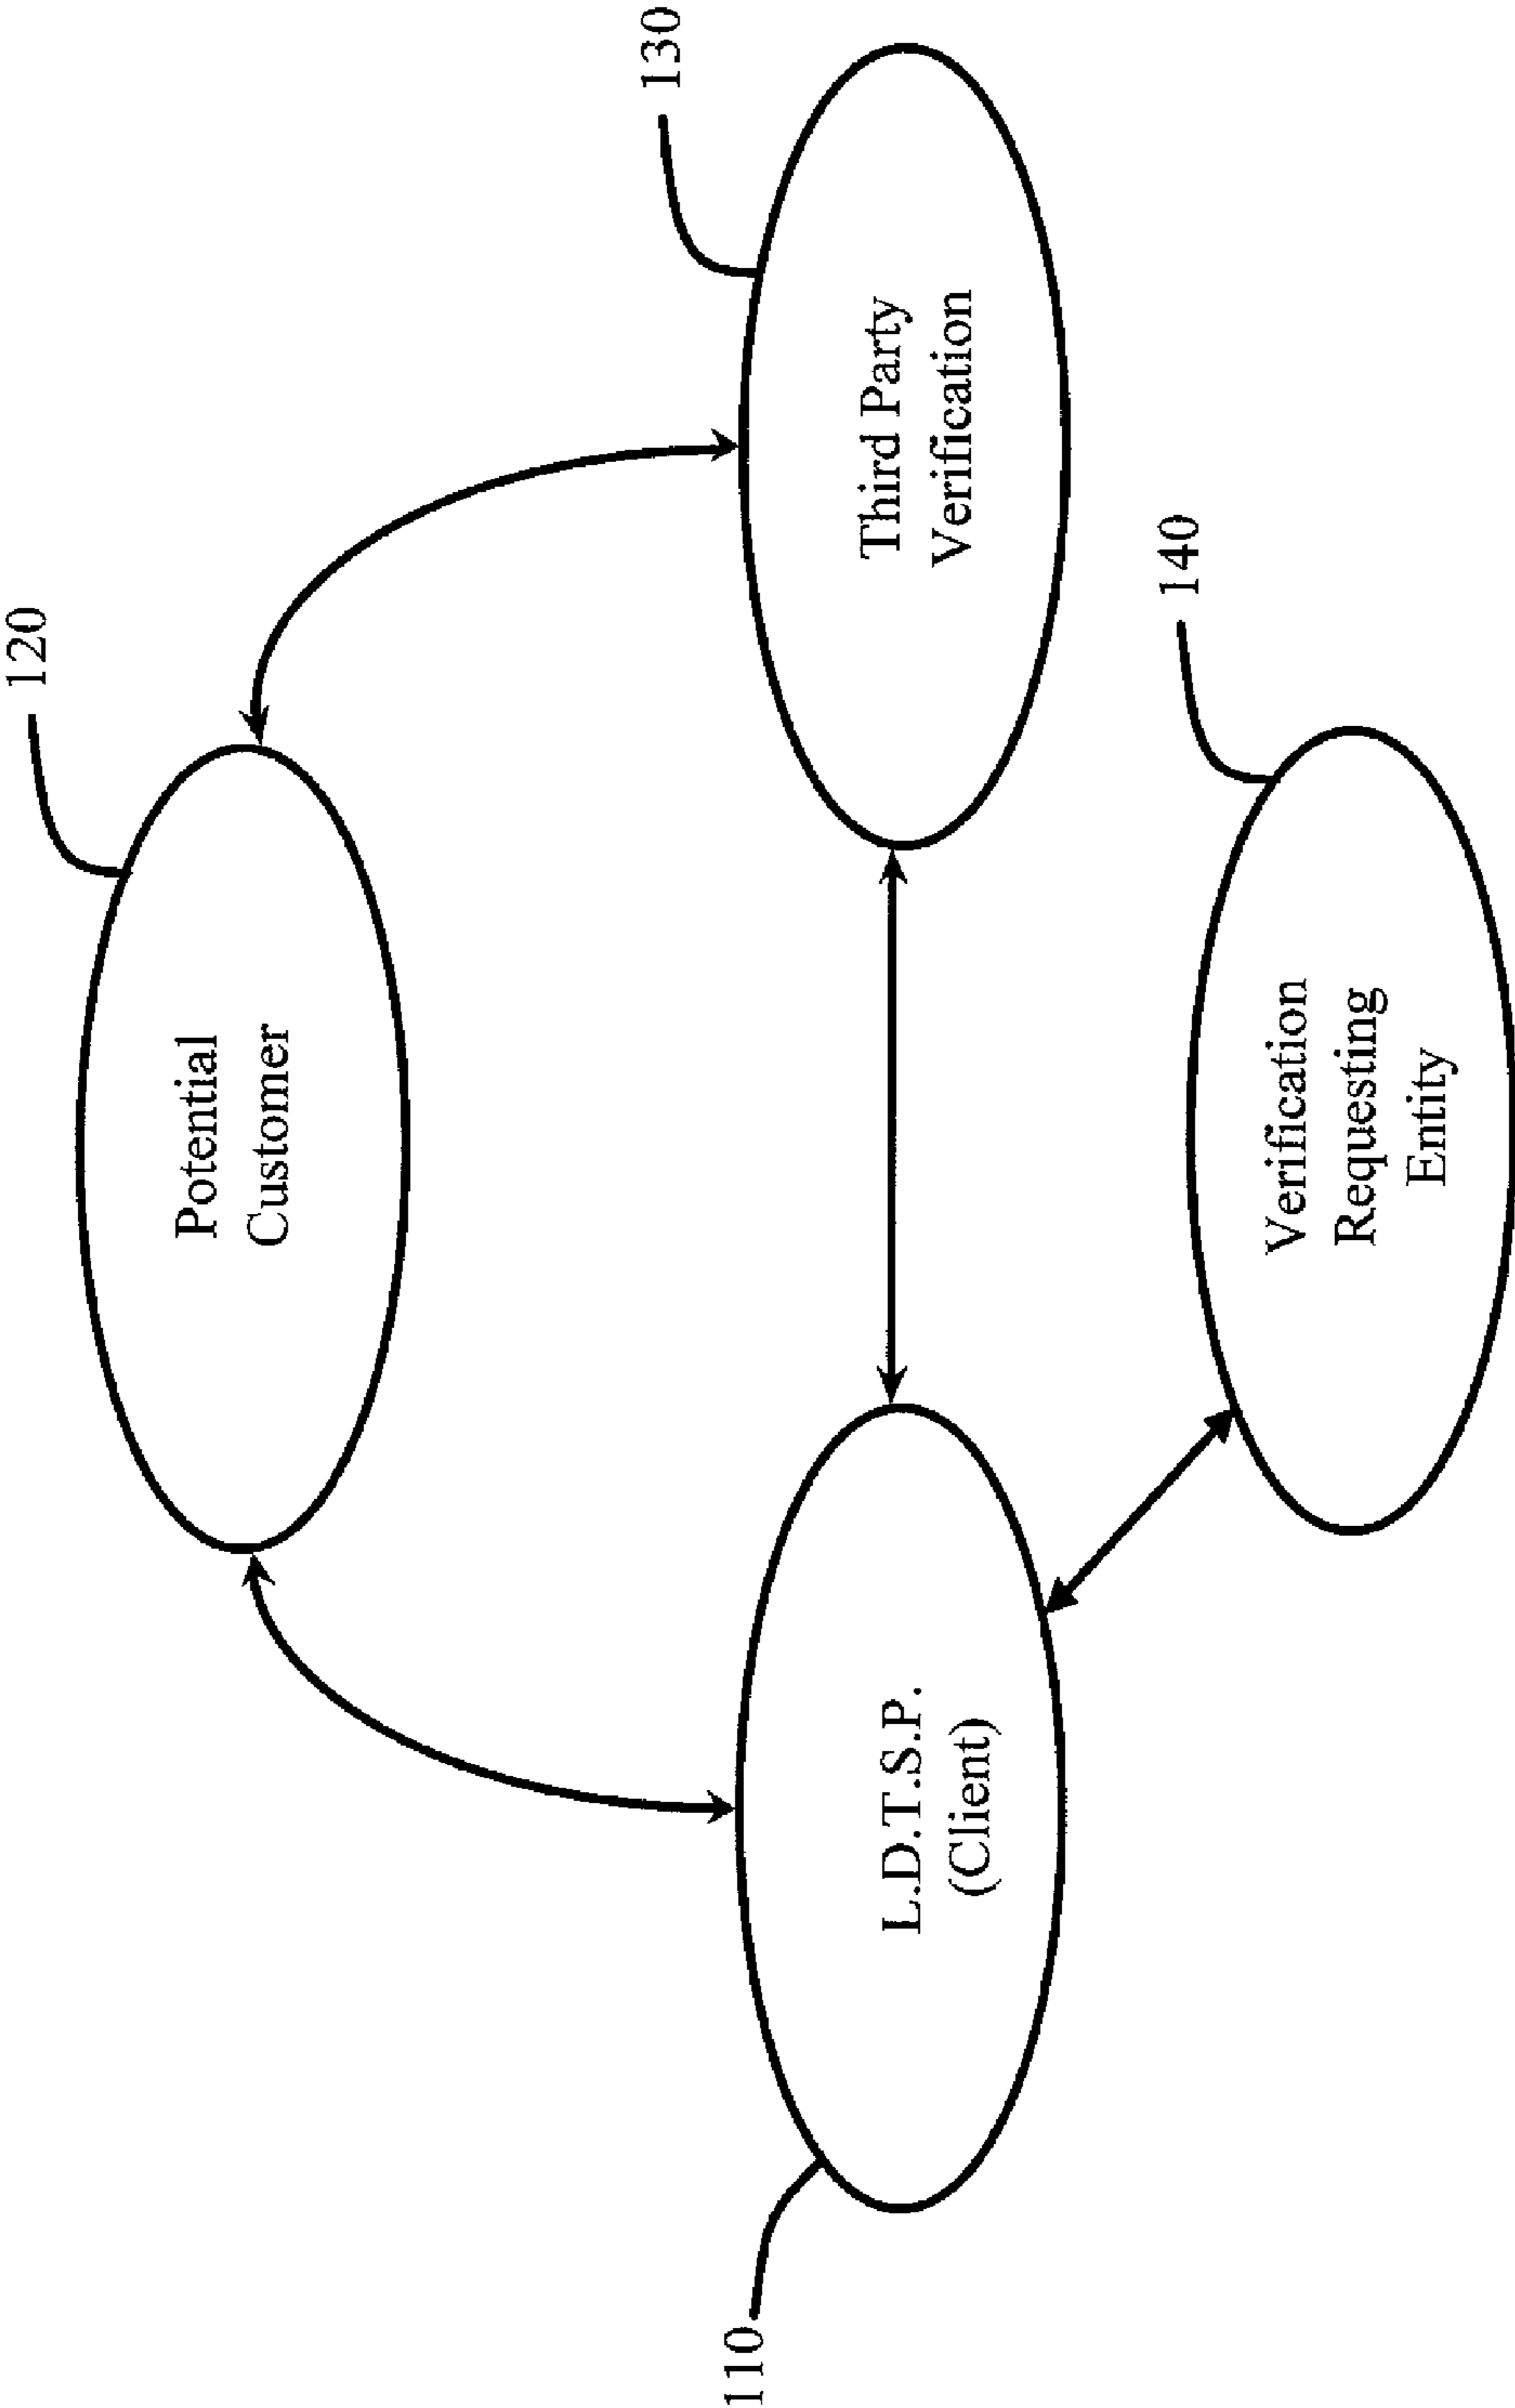 120
Potential
Customer
130
Third Party
Verification
110
L.D.T.S.P.
(Client)
140
Verification
Requesting
Entity